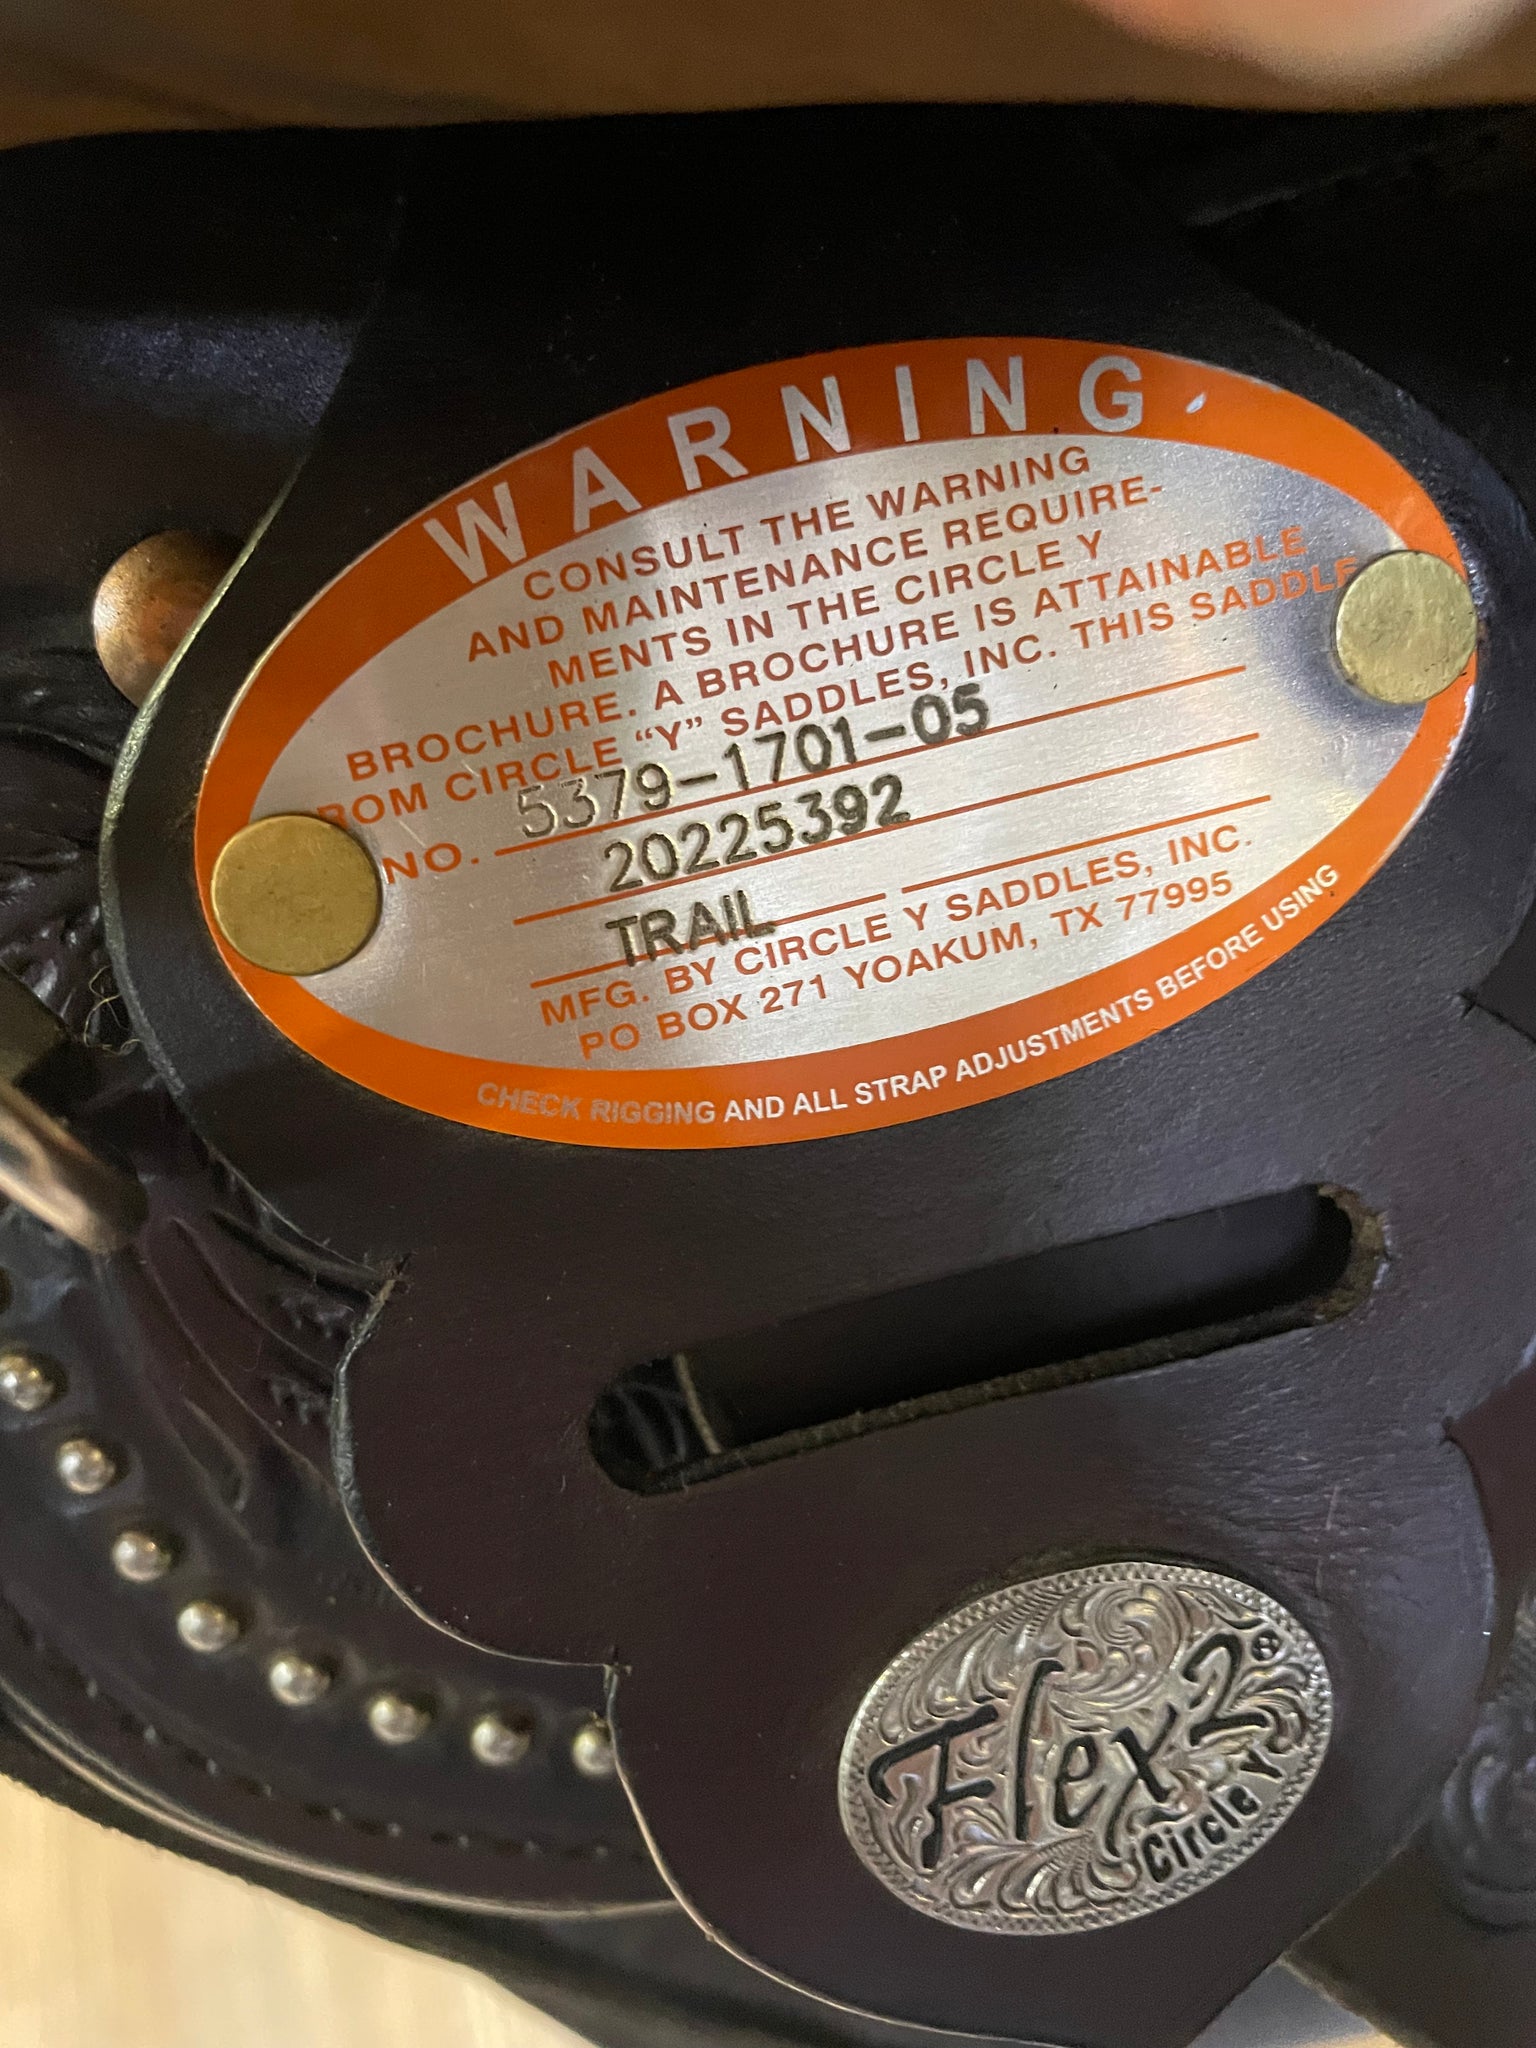 WARNING
CONSULT THE WARNING
AND MAINTENANCE REQUIRE-
MENTS IN THE CIRCLE Y
BROCHURE. A BROCHURE IS ATTAINABLE
ROM CIRCLE "Y" SADDLES, INC. THIS SADDLE
NO. 5379-1701-05
20225392
TRAIL
MFG. BY CIRCLE Y SADDLES, INC.
PO BOX 271 YOAKUM, TX 77995
CHECK RIGGING AND ALL STRAP ADJUSTMENTS BEFORE USING
Flex2
Circle Y